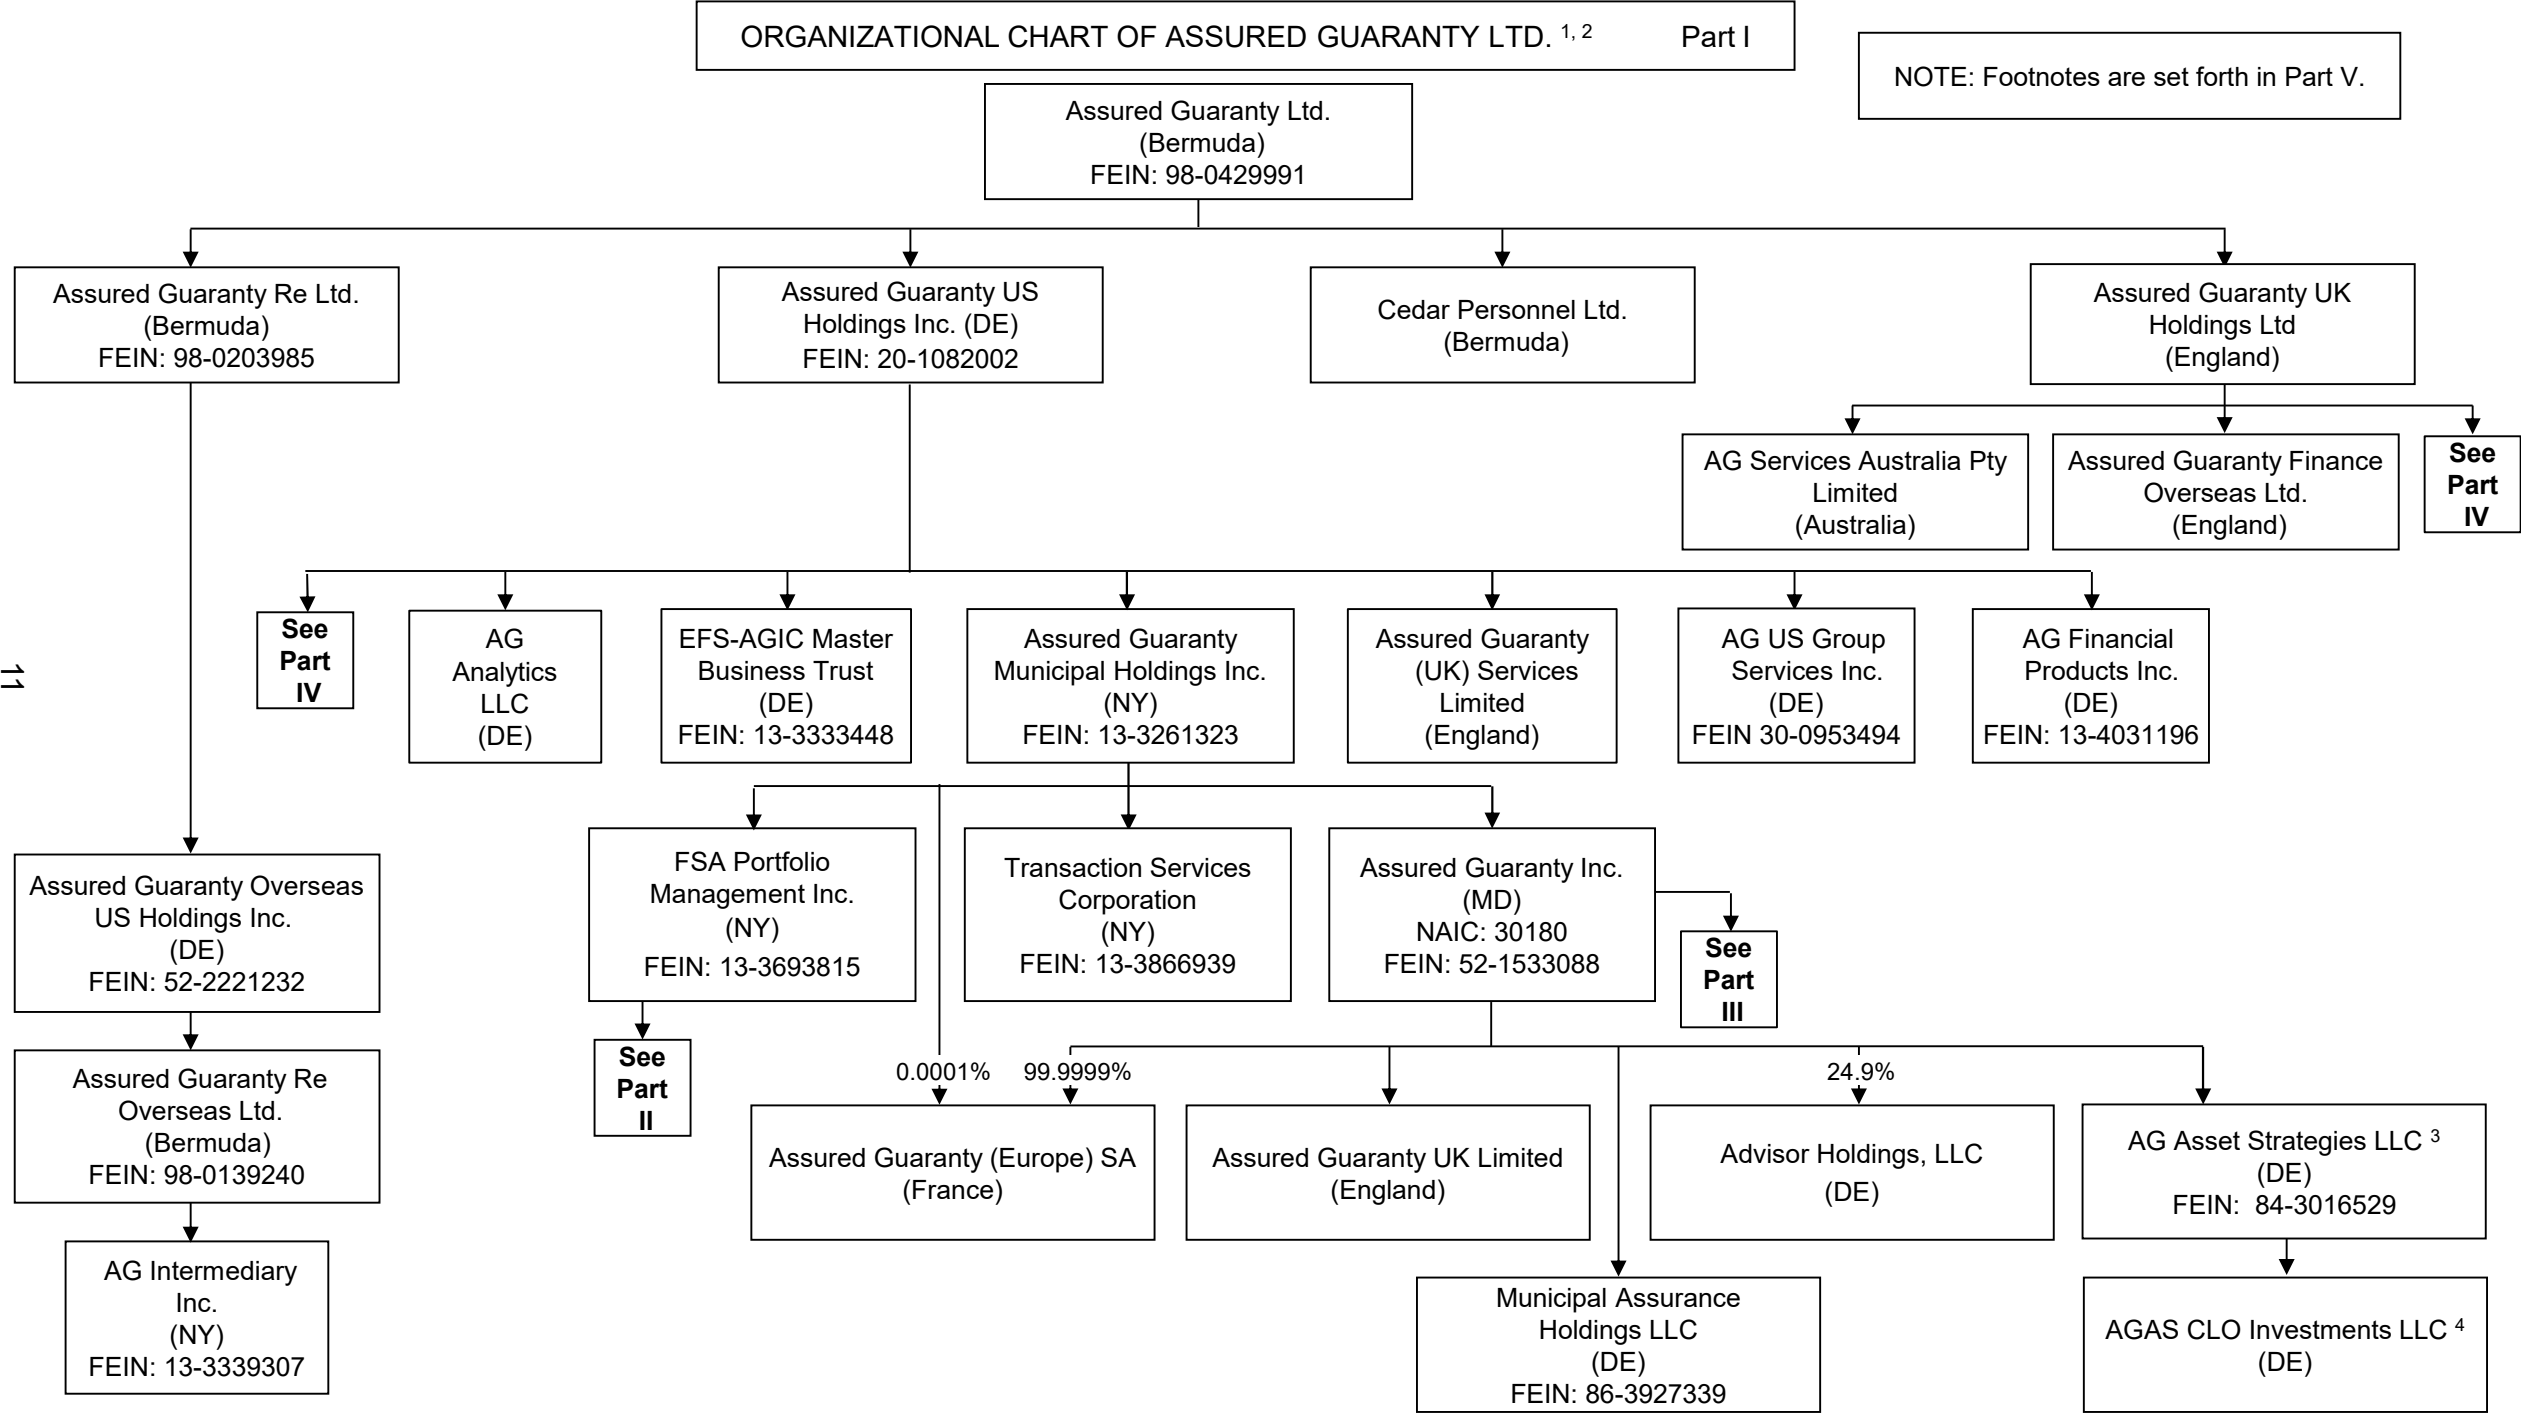 ORGANIZATIONAL CHART OF ASSURED GUARANTY LTD. 1, 2 Part I
NOTE: Footnotes are set forth in Part V.
Assured Guaranty Ltd.
(Bermuda)
FEIN: 98-0429991
Assured Guaranty Re Ltd.
(Bermuda)
FEIN: 98-0203985
Assured Guaranty US
Holdings Inc. (DE)
FEIN: 20-1082002
Cedar Personnel Ltd.
(Bermuda)
Assured Guaranty UK
Holdings Ltd
(England)
AG Services Australia Pty
Limited
(Australia)
Assured Guaranty Finance
Overseas Ltd.
(England)
See
Part
IV
See
Part
IV
AG
Analytics
LLC
(DE)
EFS-AGIC Master
Business Trust
(DE)
FEIN: 13-3333448
Assured Guaranty
Municipal Holdings Inc.
(NY)
FEIN: 13-3261323
Assured Guaranty
(UK) Services
Limited
(England)
AG US Group
Services Inc.
(DE)
FEIN 30-0953494
AG Financial
Products Inc.
(DE)
FEIN: 13-4031196
11
Assured Guaranty Overseas
US Holdings Inc.
(DE)
FEIN: 52-2221232
FSA Portfolio
Management Inc.
(NY)
FEIN: 13-3693815
Transaction Services
Corporation
(NY)
FEIN: 13-3866939
Assured Guaranty Inc.
(MD)
NAIC: 30180
FEIN: 52-1533088
See
Part
III
See
Part
II
Assured Guaranty Re
Overseas Ltd.
(Bermuda)
FEIN: 98-0139240
0.0001%
99.9999%
24.9%
Assured Guaranty (Europe) SA
(France)
Assured Guaranty UK Limited
(England)
Advisor Holdings, LLC
(DE)
AG Asset Strategies LLC 3
(DE)
FEIN: 84-3016529
AG Intermediary
Inc.
(NY)
FEIN: 13-3339307
Municipal Assurance
Holdings LLC
(DE)
FEIN: 86-3927339
AGAS CLO Investments LLC 4
(DE)